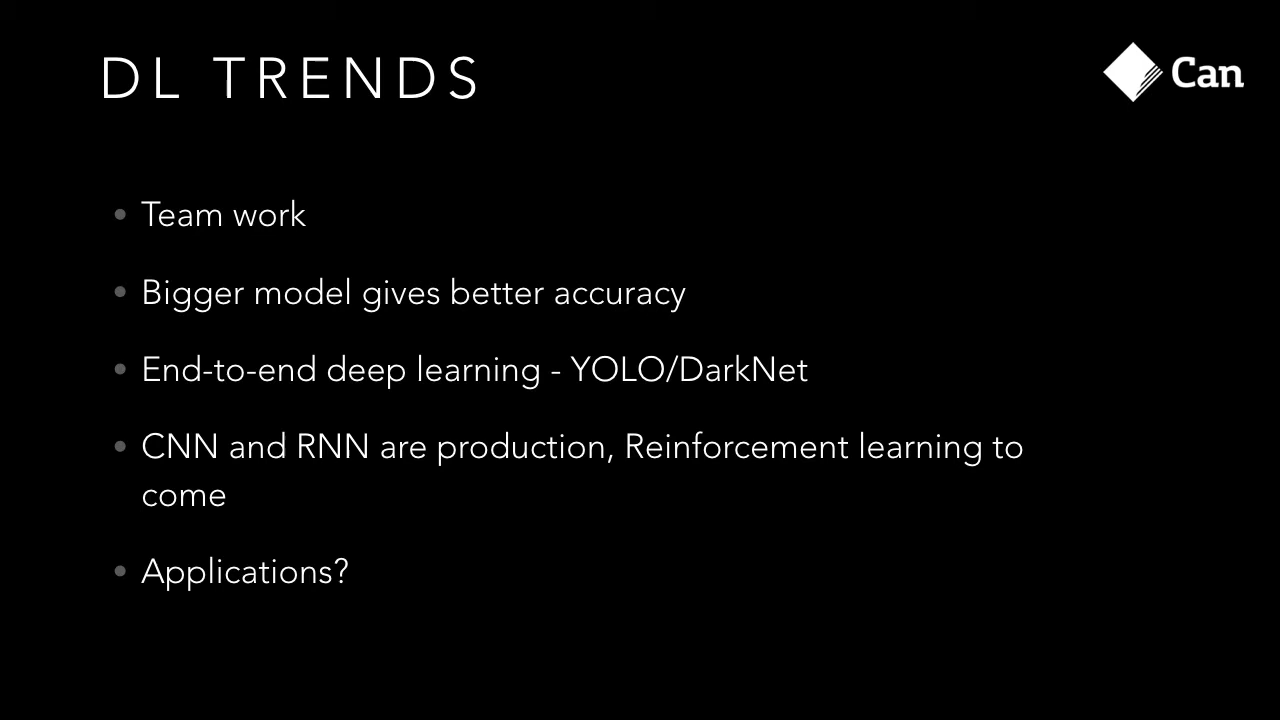 DL TRENDS
Can
• Team work
• Bigger model gives better accuracy
• End-to-end deep learning - YOLO/DarkNet
• CNN and RNN are production, Reinforcement learning to
come
• Applications?